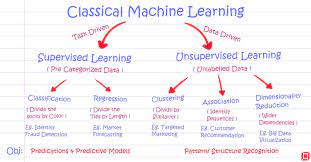 Classical Machine Learning
Task Driven
Data Driven
Supervised Learning
( Pre Categorized Data )
Unsupervised Learning
( Unlabelled Data )
Classification
( Divide the
socks by Color )
Eg. Identity
Fraud Detection
Regression
( Divide the
Ties by Length )
Eg. Market
Forecasting
Clustering
( Divide by
Similarity )
Eg. Targeted
Marketing
Association
( Identify
Sequences )
Eg. Customer
Recommendation
Dimensionality
Reduction
( Wider
Dependencies )
Eg. Big Data
Visualization
Obj:
Predictions & Predictive Models
Pattern/ Structure Recognition